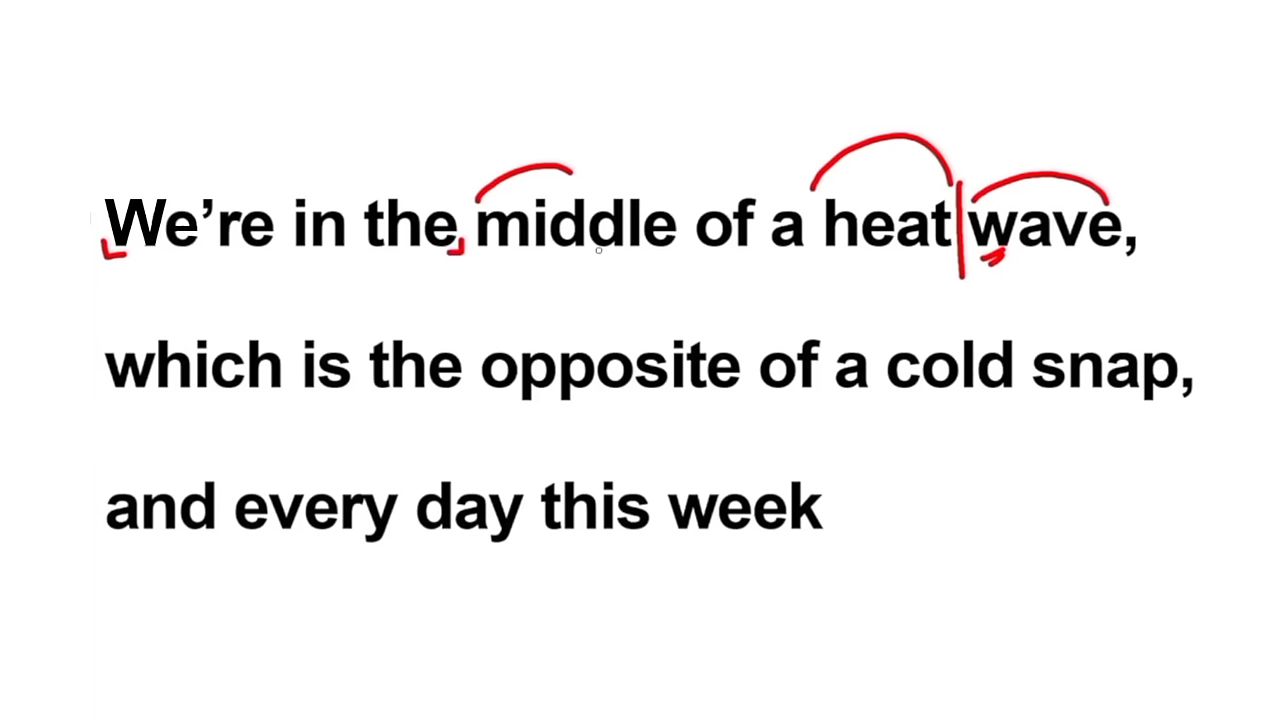 We’re in the middle of a heat wave,
which is the opposite of a cold snap,
and every day this week